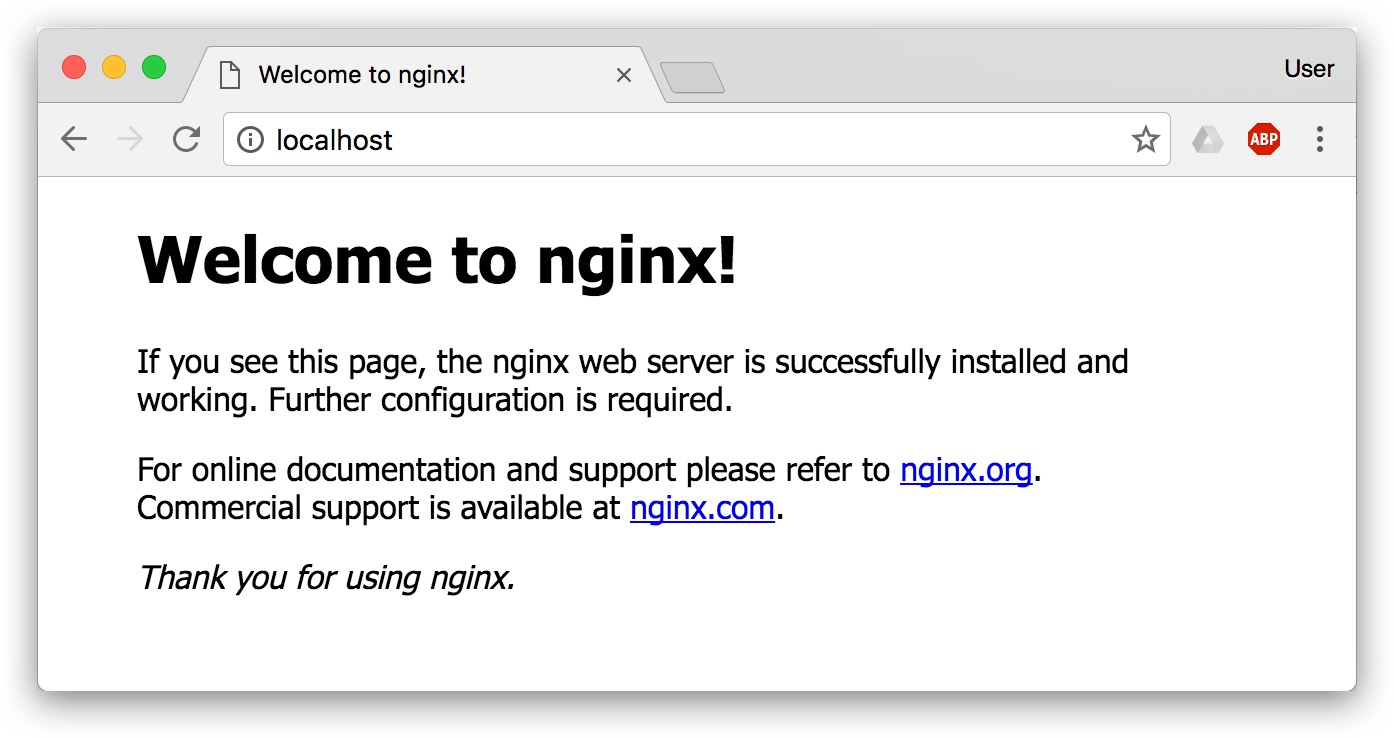 Welcome to nginx!
User
localhost
ABP
Welcome to nginx!
If you see this page, the nginx web server is successfully installed and
working. Further configuration is required.
For online documentation and support please refer to nginx.org.
Commercial support is available at nginx.com.
Thank you for using nginx.